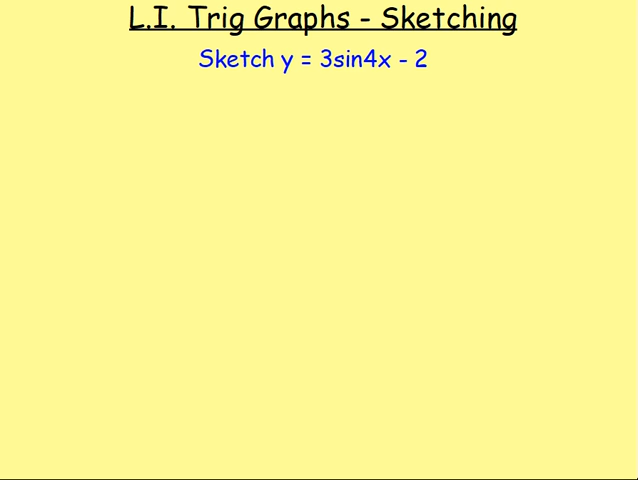 L.I. Trig Graphs - Sketching
Sketch y = 3sin4x - 2